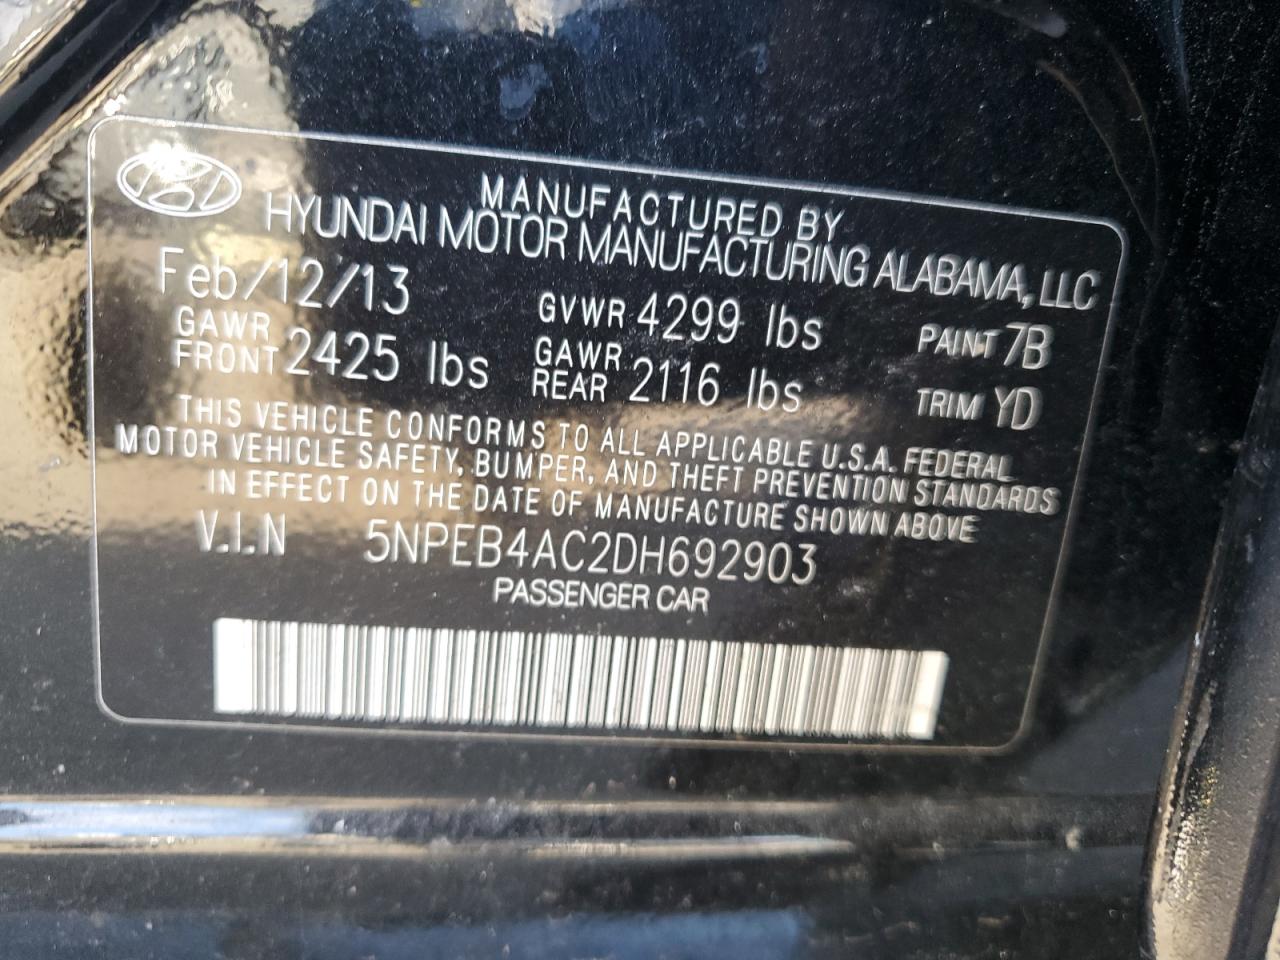 MANUFACTURED BY
HYUNDAI MOTOR MANUFACTURING ALABAMA, LLC
Feb/12/13 GVWR 4299 lbs PAINT 7B
GAWR FRONT 2425 lbs GAWR REAR 2116 lbs TRIM YD
THIS VEHICLE CONFORMS TO ALL APPLICABLE U.S.A. FEDERAL
MOTOR VEHICLE SAFETY, BUMPER, AND THEFT PREVENTION STANDARDS
IN EFFECT ON THE DATE OF MANUFACTURE SHOWN ABOVE
V.I.N 5NPEB4AC2DH692903
PASSENGER CAR